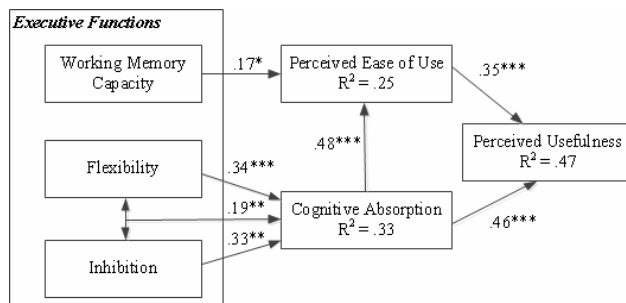 Executive Functions
Working Memory
Capacity
.17*
Perceived Ease of Use
R² = .25
.35***
Perceived Usefulness
R² = .47
.48***
Flexibility
.34***
.19**
Cognitive Absorption
R² = .33
.46***
.33**
Inhibition